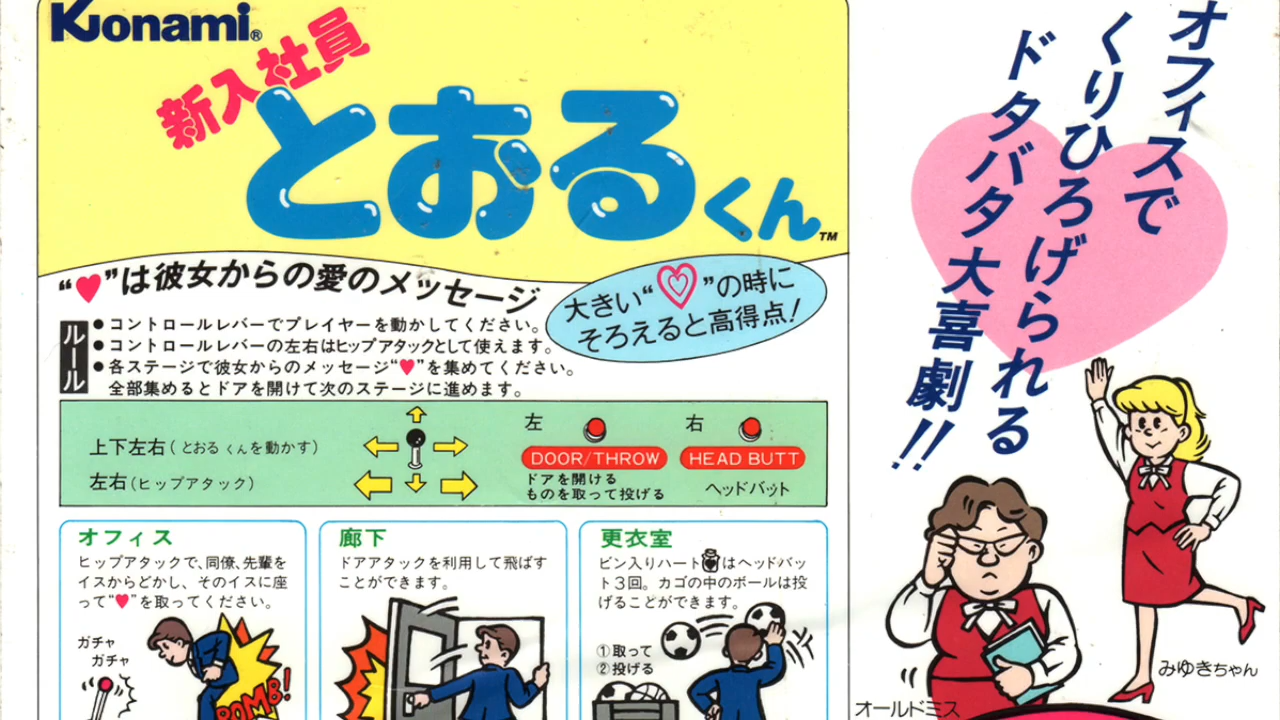 Konami®
新入社員
とおるくん™
“♥”は彼女からの愛のメッセージ
大きい“♡”の時に
そろえると高得点!
ルール
●コントロールレバーでプレイヤーを動かしてください。
●コントロールレバーの左右はヒップアタックとして使えます。
●各ステージで彼女からのメッセージ“♥”を集めてください。
全部集めるとドアを開けて次のステージに進めます。
上下左右(とおるくんを動かす)
左右(ヒップアタック)
左
DOOR/THROW
ドアを開ける
ものを取って投げる
右
HEAD BUTT
ヘッドバット
オフィス
ヒップアタックで、同僚、先輩を
イスからどかし、そのイスに座
って“♥”を取ってください。
ガチャ
ガチャ
BOMB!
廊下
ドアアタックを利用して飛ばす
ことができます。
更衣室
ビン入りハートはヘッドバッ
ト3回。カゴの中のボールは投
げることができます。
①取って
②投げる
オフィスで
くりひろげられる
ドタバタ大喜劇!!
みゆきちゃん
オールドミス